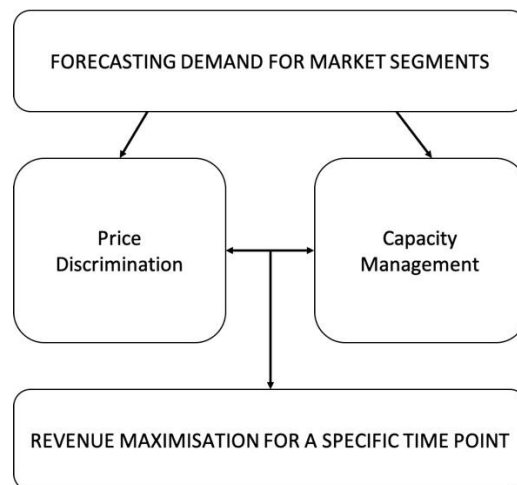 FORECASTING DEMAND FOR MARKET SEGMENTS
Price
Discrimination
Capacity
Management
REVENUE MAXIMISATION FOR A SPECIFIC TIME POINT